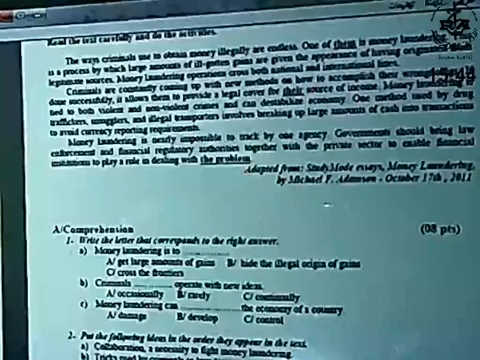 Read the text carefully and do the activities.
The ways criminals use to obtain money illegally are endless. One of them is money laundering.
is a process by which large amounts of ill-gotten gains are given the appearance of having originated
legitimate sources. Money laundering operations cross both national and international lines.
Criminals are constantly coming up with new methods on how to accomplish their
done successfully, it allows them to provide a legal cover for their source of income. Money
tied to both violent and non-violent crimes and can destabilize economy. One method used by drug
traffickers, smugglers, and illegal transporters involves breaking up large amounts of cash into transactions
to avoid currency reporting requirements.
Money laundering is nearly impossible to track by one agency. Governments should bring law
enforcement and financial regulatory authorities together with the private sector to enable financial
institutions to play a role in dealing with the problem.
Adapted from: StudyMode essays, Money Laundering,
by Michael F. - October 17th, 2011
A/Comprehension (08 pts)
1- Write the letter that corresponds to the right answer.
a) Money laundering is to ............
A/ get large amounts of gains B/ hide the illegal origin of gains
C/ cross the frontiers
b) Criminals ............ operate with new ideas.
A/ occasionally B/ rarely C/ continually
c) Money laundering can ............ the economy of a country
A/ damage B/ develop C/ control
2- Put the following ideas in the order they appear in the text.
a) Collaboration, a necessity to fight money laundering.
b) Tricks used by criminals to